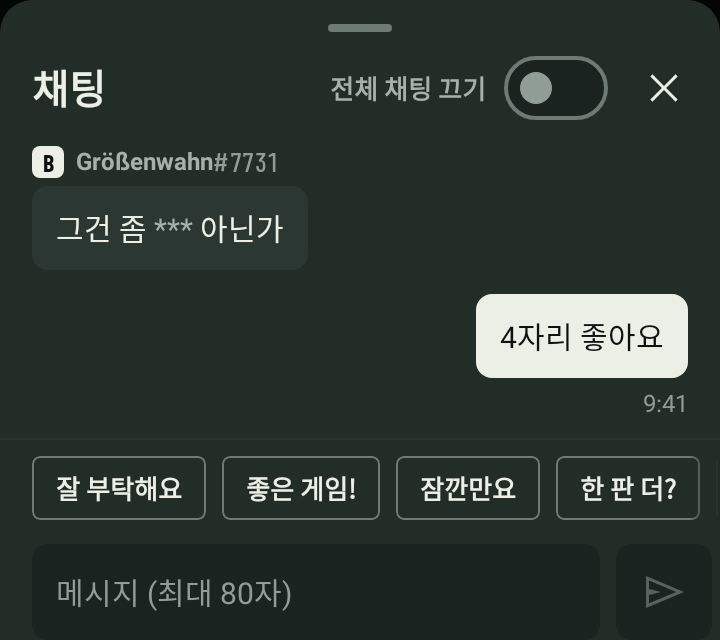 채팅
전체 채팅 끄기
B Größenwahn#7731
그건 좀 *** 아닌가
4자리 좋아요
9:41
잘 부탁해요
좋은 게임!
잠깐만요
한 판 더?
메시지 (최대 80자)